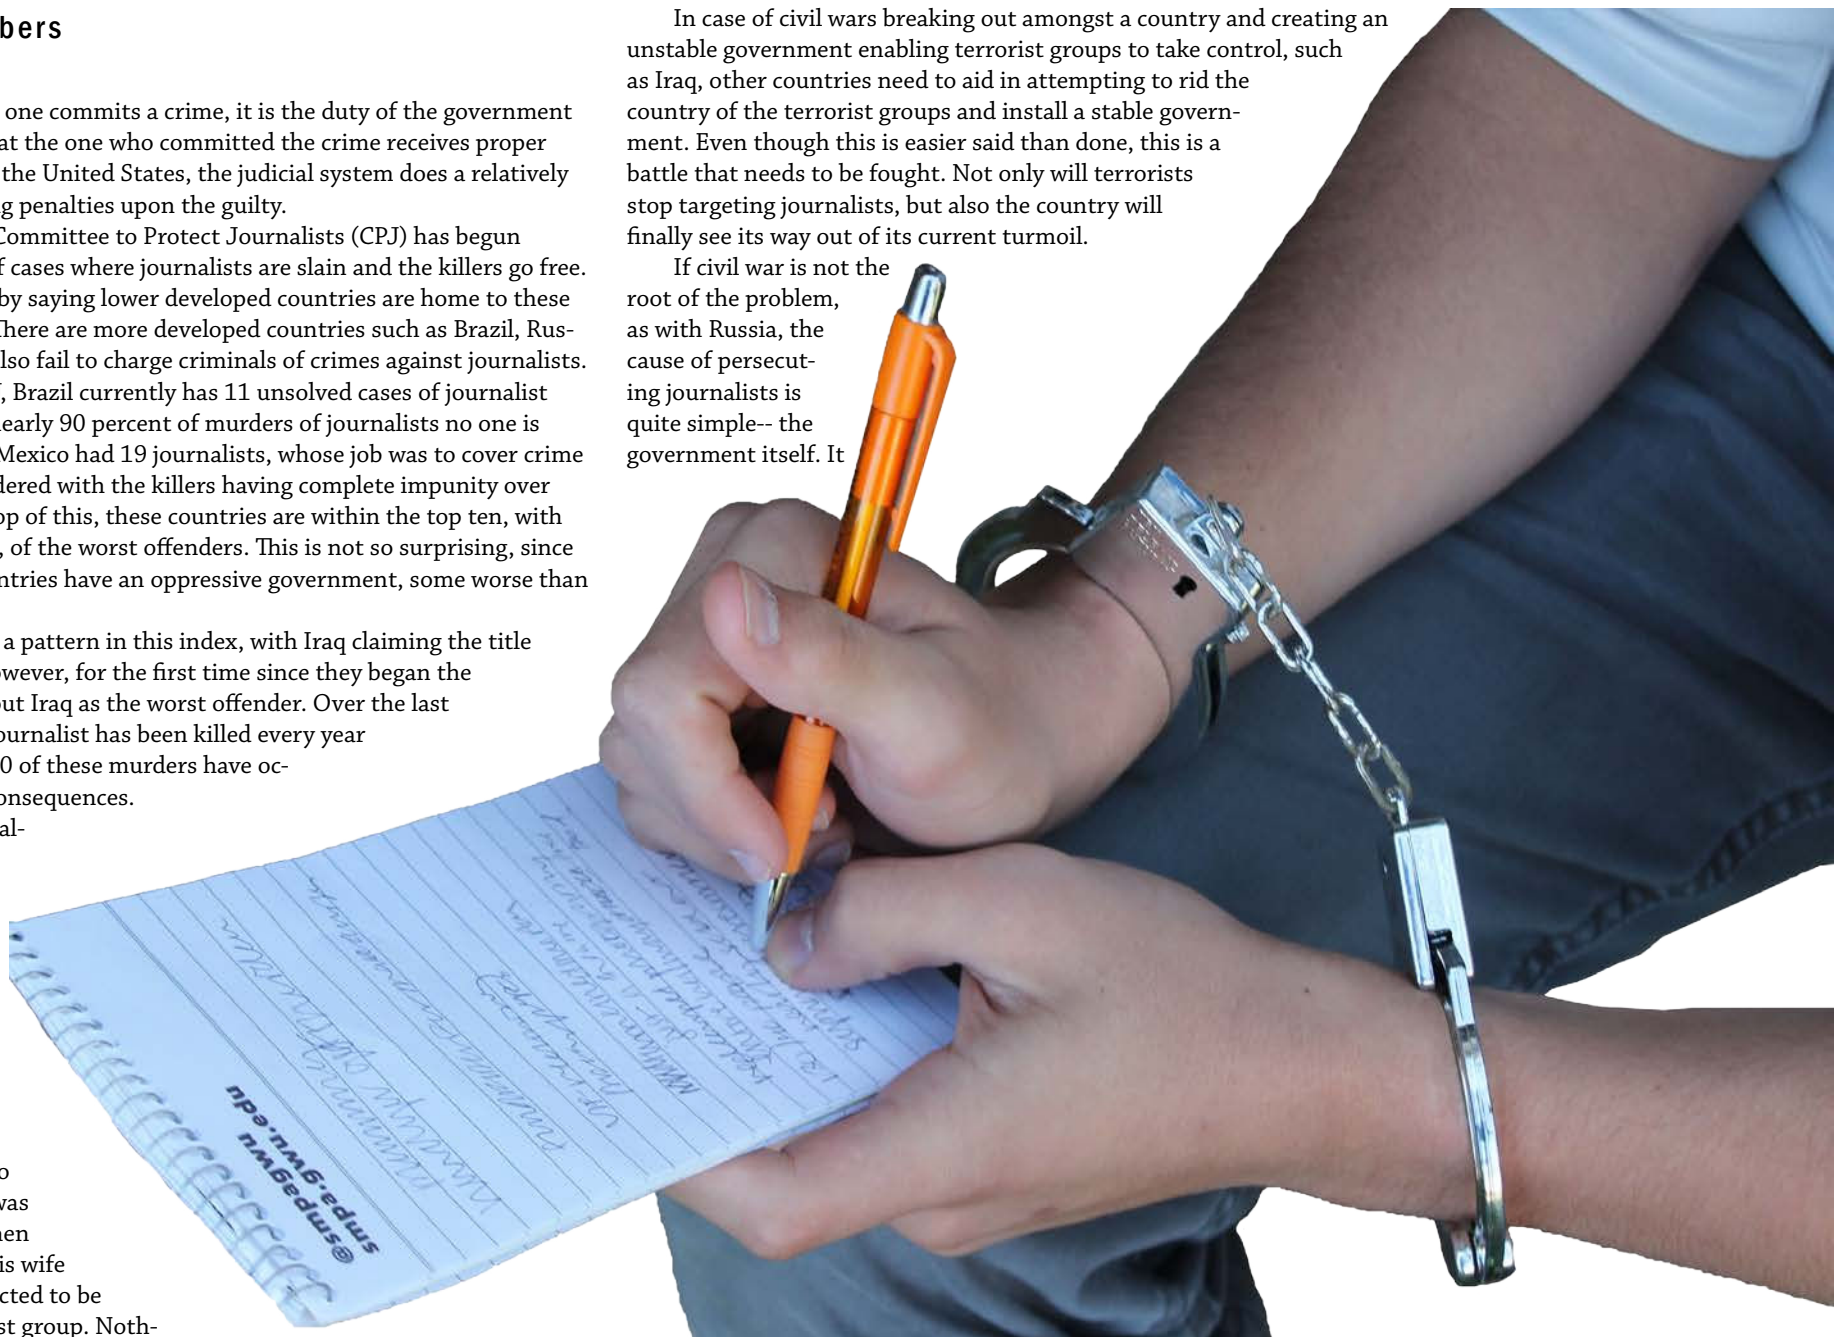 bers
one commits a crime, it is the duty of the government
at the one who committed the crime receives proper
the United States, the judicial system does a relatively
g penalties upon the guilty.
Committee to Protect Journalists (CPJ) has begun
f cases where journalists are slain and the killers go free.
by saying lower developed countries are home to these
There are more developed countries such as Brazil, Rus-
lso fail to charge criminals of crimes against journalists.
, Brazil currently has 11 unsolved cases of journalist
early 90 percent of murders of journalists no one is
Mexico had 19 journalists, whose job was to cover crime
dered with the killers having complete impunity over
op of this, these countries are within the top ten, with
, of the worst offenders. This is not so surprising, since
ntries have an oppressive government, some worse than
a pattern in this index, with Iraq claiming the title
owever, for the first time since they began the
out Iraq as the worst offender. Over the last
ournalist has been killed every year
0 of these murders have oc-
onsequences.
al-
o
was
hen
is wife
cted to be
st group. Noth-
In case of civil wars breaking out amongst a country and creating an
unstable government enabling terrorist groups to take control, such
as Iraq, other countries need to aid in attempting to rid the
country of the terrorist groups and install a stable govern-
ment. Even though this is easier said than done, this is a
battle that needs to be fought. Not only will terrorists
stop targeting journalists, but also the country will
finally see its way out of its current turmoil.
If civil war is not the
root of the problem,
as with Russia, the
cause of persecut-
ing journalists is
quite simple-- the
government itself. It
@smpagwu
smpa.gwu.edu